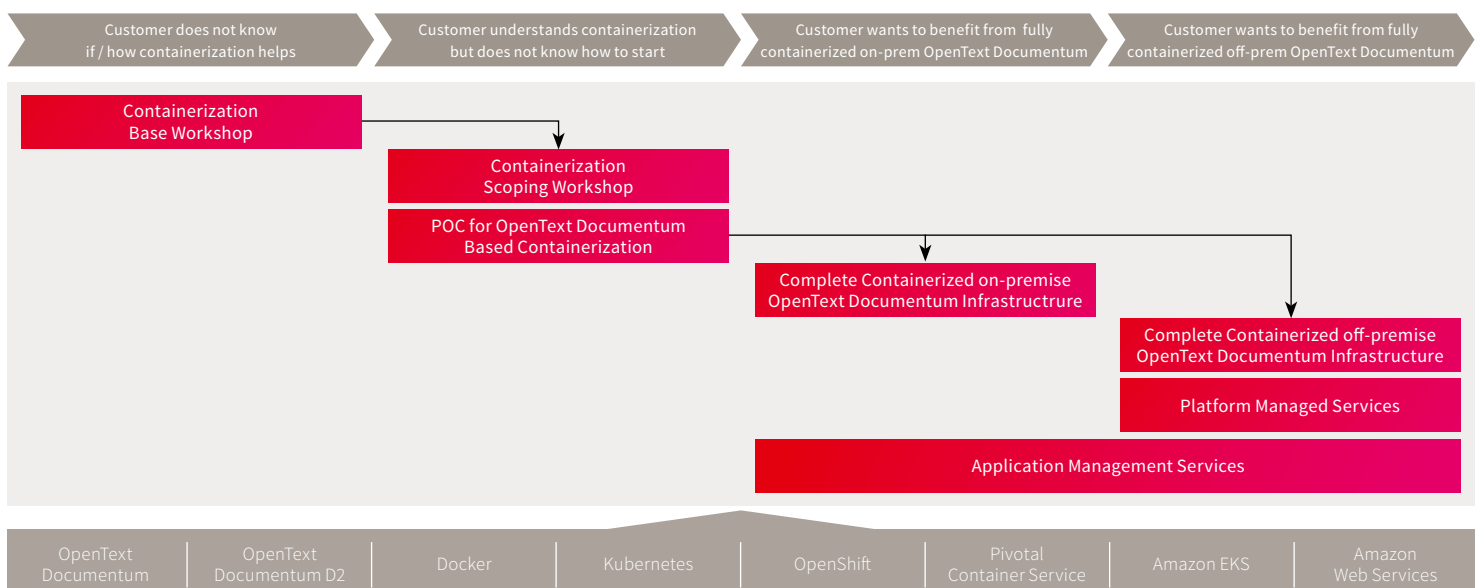 Customer does not know
if / how containerization helps
Customer understands containerization
but does not know how to start
Customer wants to benefit from fully
containerized on-prem OpenText Documentum
Customer wants to benefit from fully
containerized off-prem OpenText Documentum
Containerization
Base Workshop
Containerization
Scoping Workshop
POC for OpenText Documentum
Based Containerization
Complete Containerized on-premise
OpenText Documentum Infrastructrure
Complete Containerized off-premise
OpenText Documentum Infrastructure
Platform Managed Services
Application Management Services
OpenText
Documentum
OpenText
Documentum D2
Docker
Kubernetes
OpenShift
Pivotal
Container Service
Amazon EKS
Amazon
Web Services